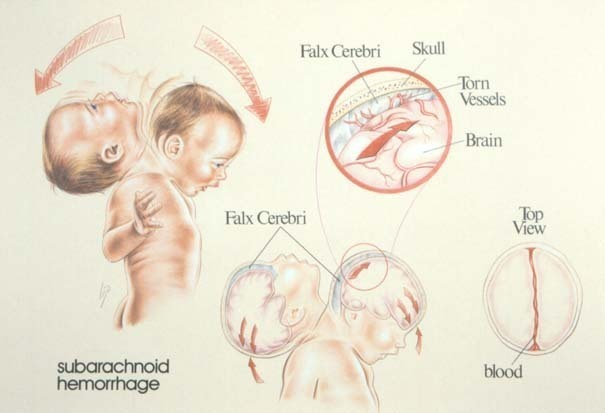 Falx Cerebri
Skull
Torn
Vessels
Brain
Falx Cerebri
Top
View
blood
subarachnoid
hemorrhage